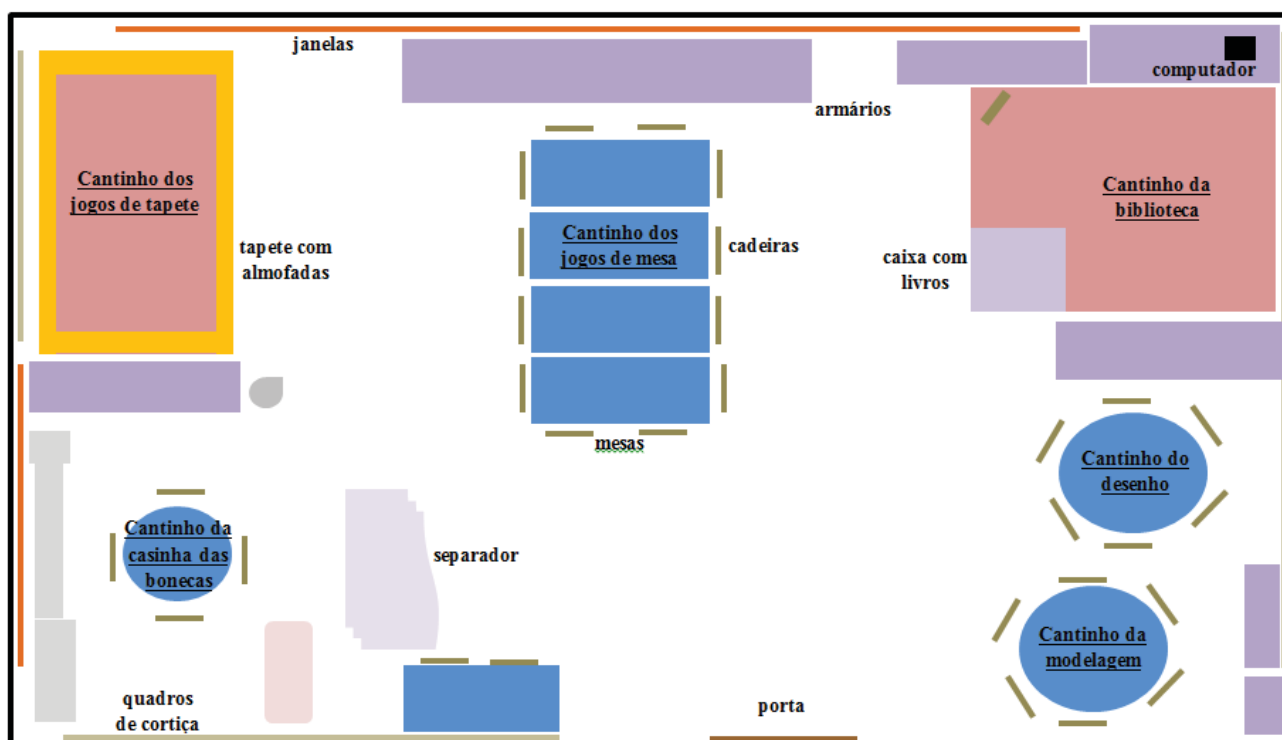 janelas
computador
armários
Cantinho dos
jogos de tapete
Cantinho da
biblioteca
tapete com
almofadas
Cantinho dos
jogos de mesa
cadeiras
caixa com
livros
mesas
Cantinho do
desenho
Cantinho da
casinha das
bonecas
separador
Cantinho da
modelagem
quadros
de cortiça
porta